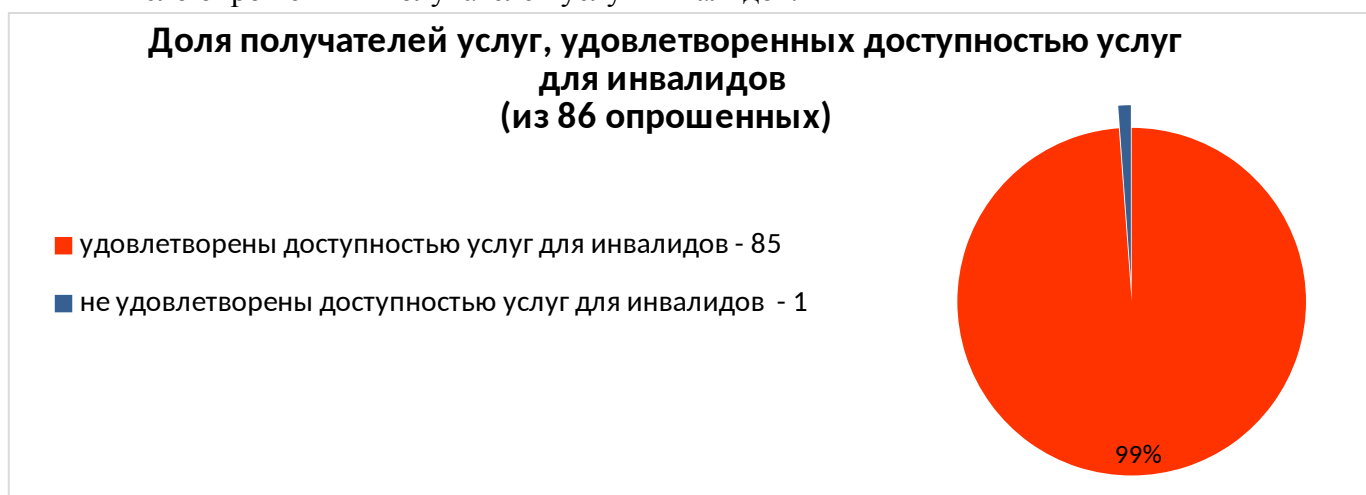 Доля получателей услуг, удовлетворенных доступностью услуг
для инвалидов
(из 86 опрошенных)
удовлетворены доступностью услуг для инвалидов - 85
не удовлетворены доступностью услуг для инвалидов - 1
99%